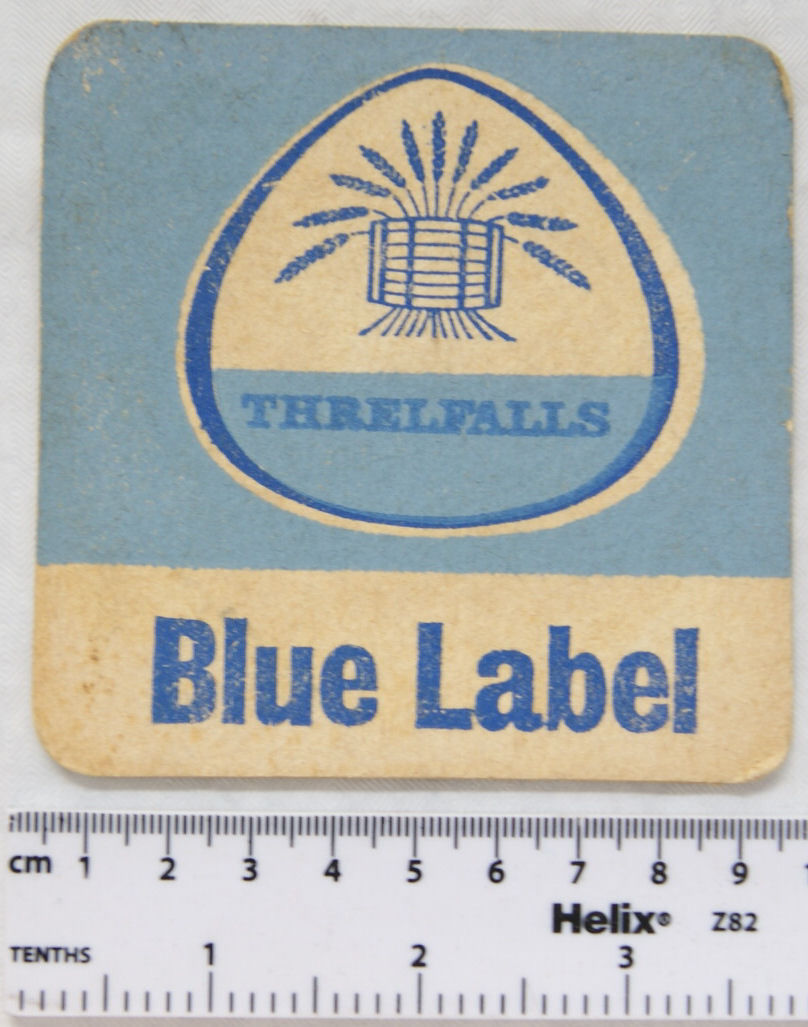 THRELFALLS
Blue Label
cm 1 2 3 4 5 6 7 8 9
Helix® Z82
TENTHS 1 2 3